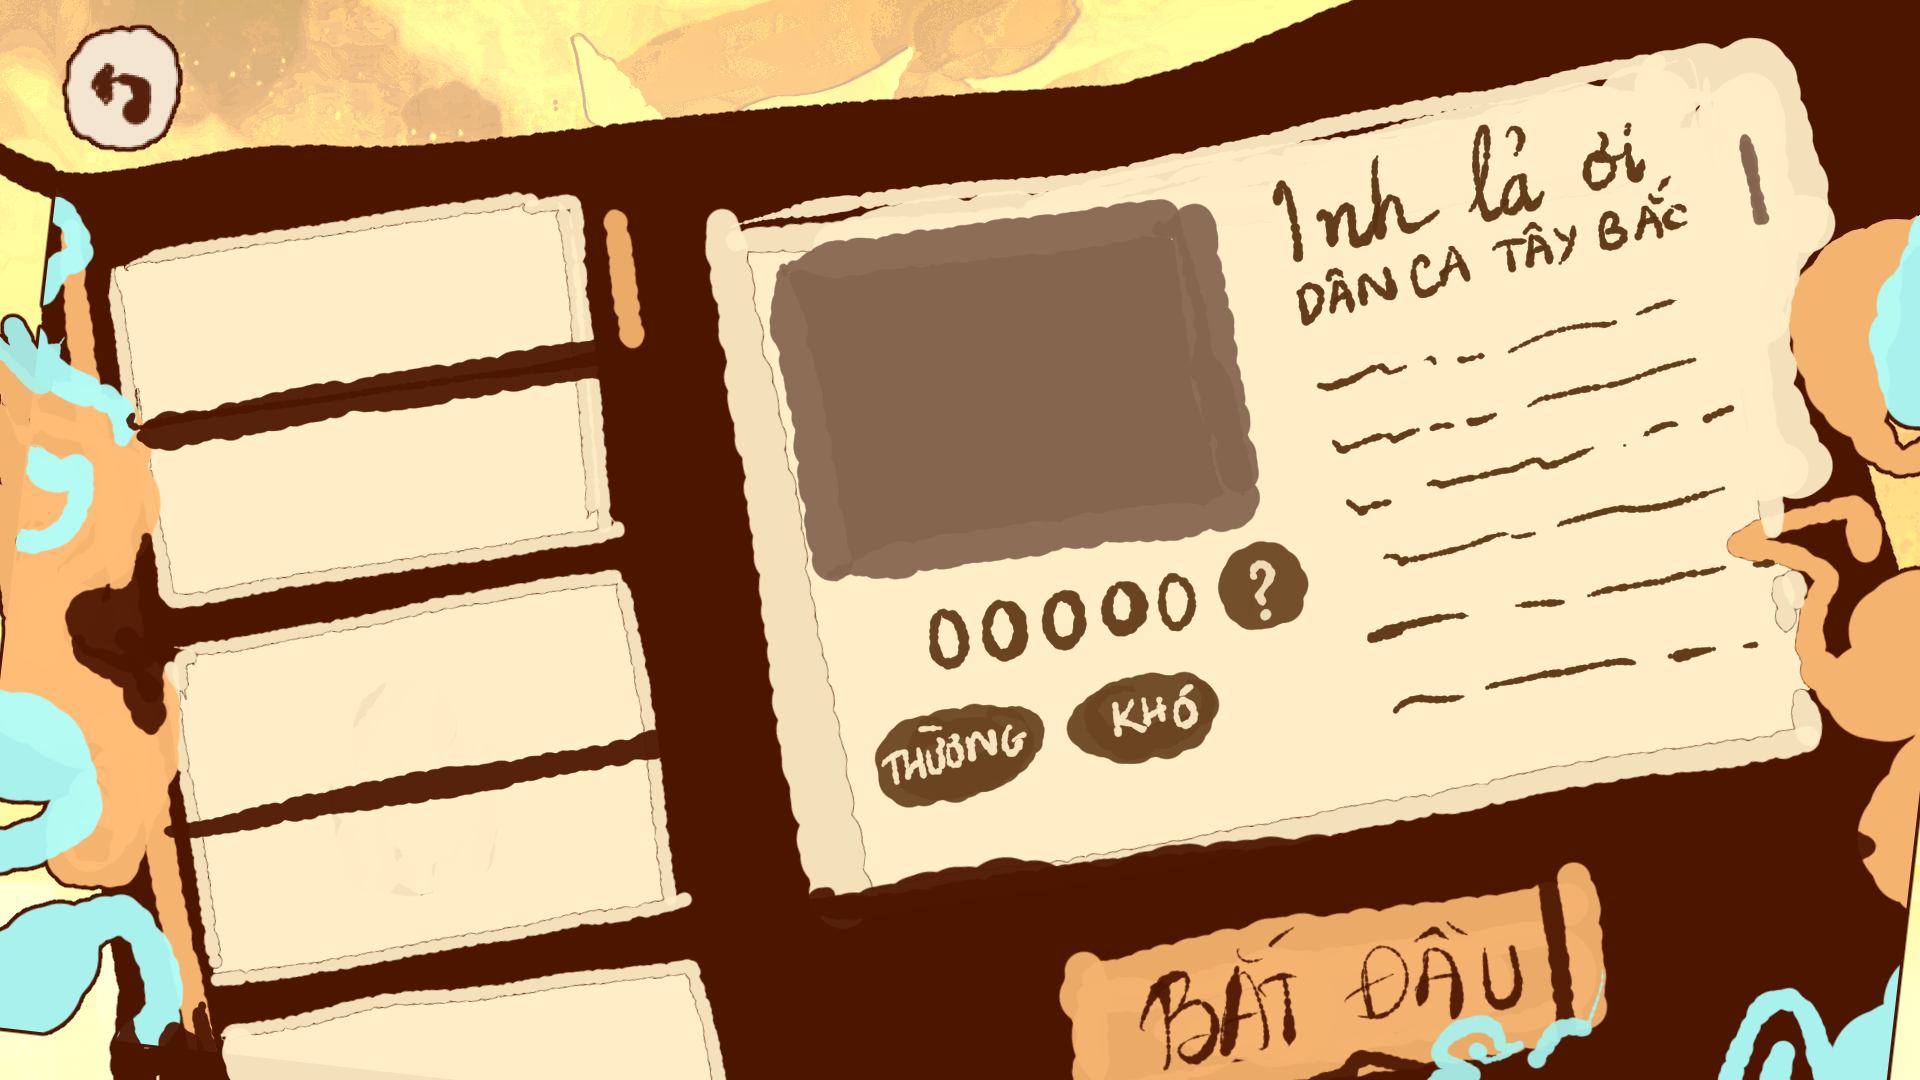 Inh lả ơi
DÂN CA TÂY BẮC
00000 ?
THƯỜNG KHÓ
BẮT ĐẦU